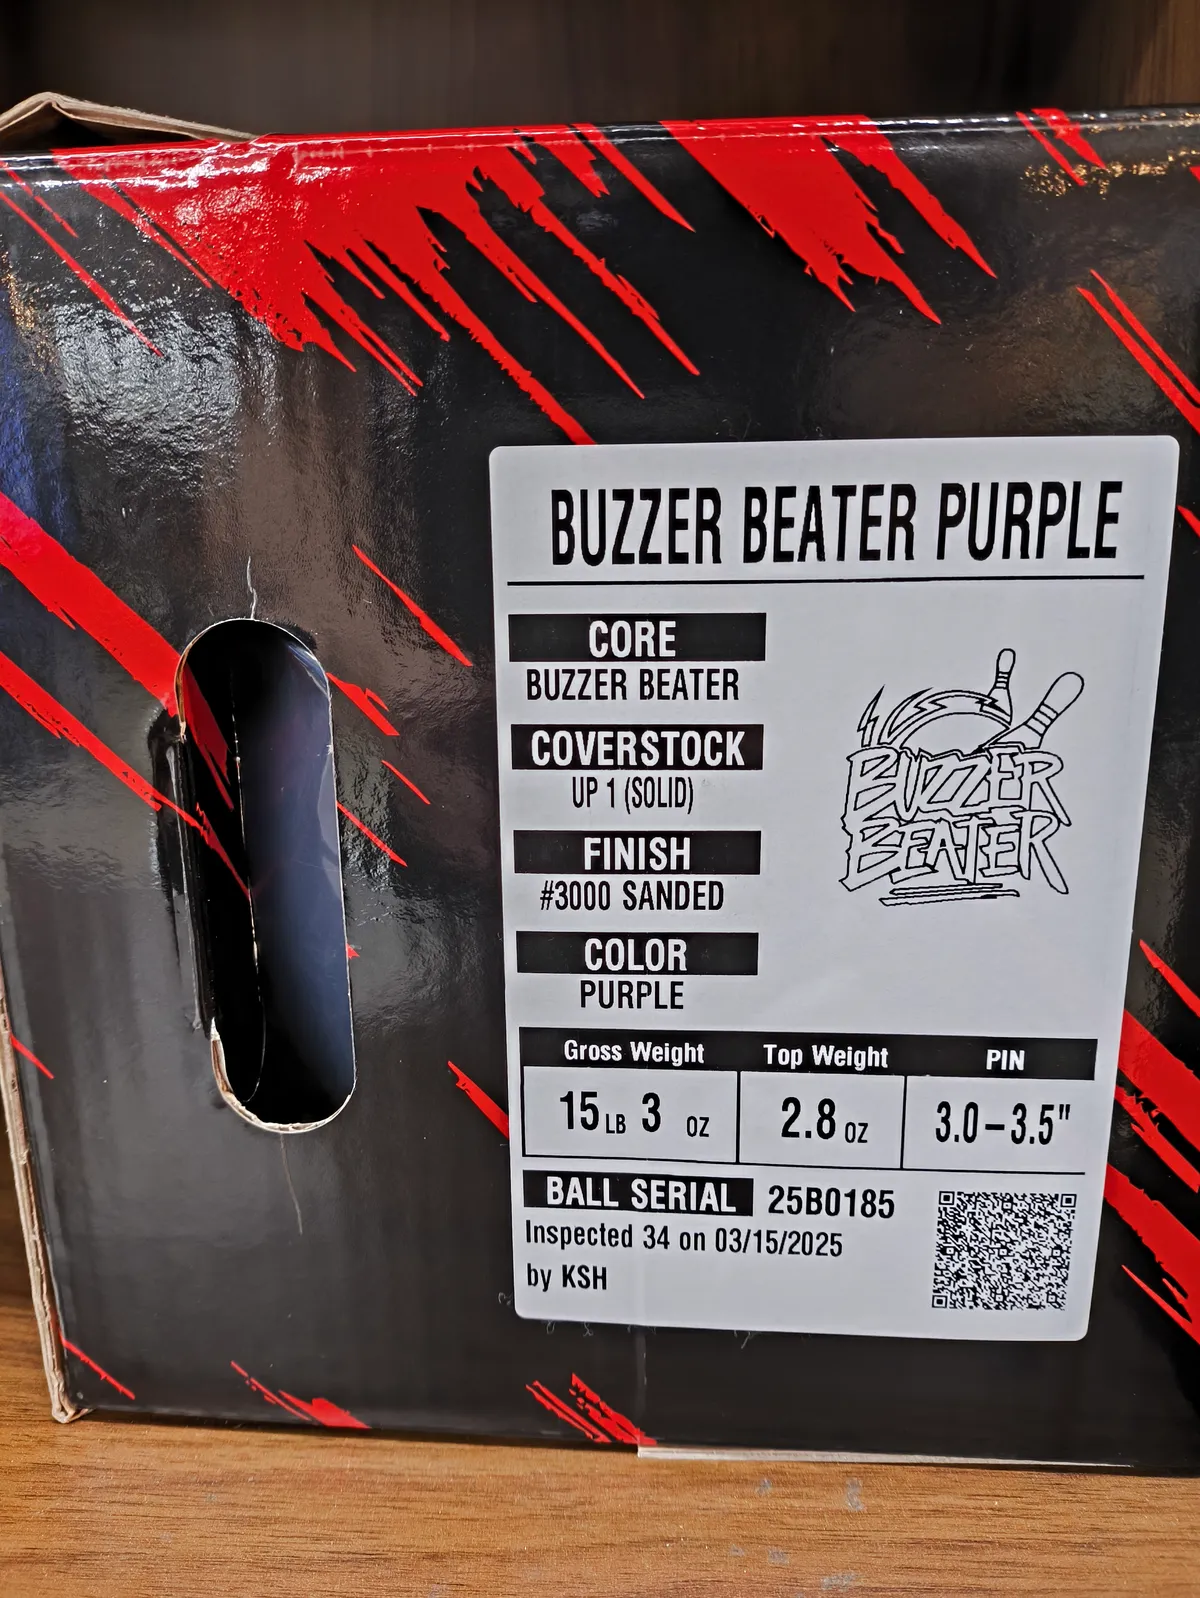 BUZZER BEATER PURPLE
CORE
BUZZER BEATER
COVERSTOCK
UP 1 (SOLID)
FINISH
#3000 SANDED
COLOR
PURPLE
BUZZER
BEATER
Gross Weight Top Weight PIN
15 LB 3 OZ 2.8 OZ 3.0-3.5"
BALL SERIAL 25B0185
Inspected 34 on 03/15/2025
by KSH